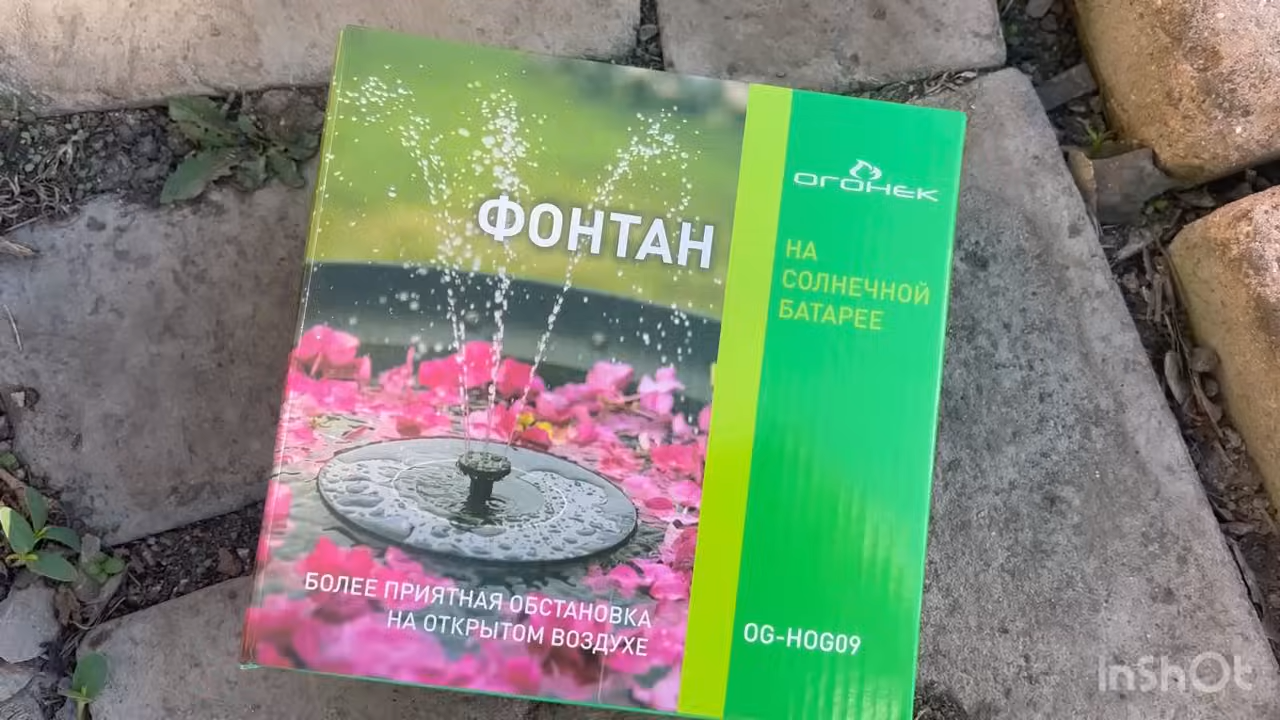 ФОНТАН
БОЛЕЕ ПРИЯТНАЯ ОБСТАНОВКА
НА ОТКРЫТОМ ВОЗДУХЕ
ОГОНЕК
НА
СОЛНЕЧНОЙ
БАТАРЕЕ
OG-HOG09
InShOt